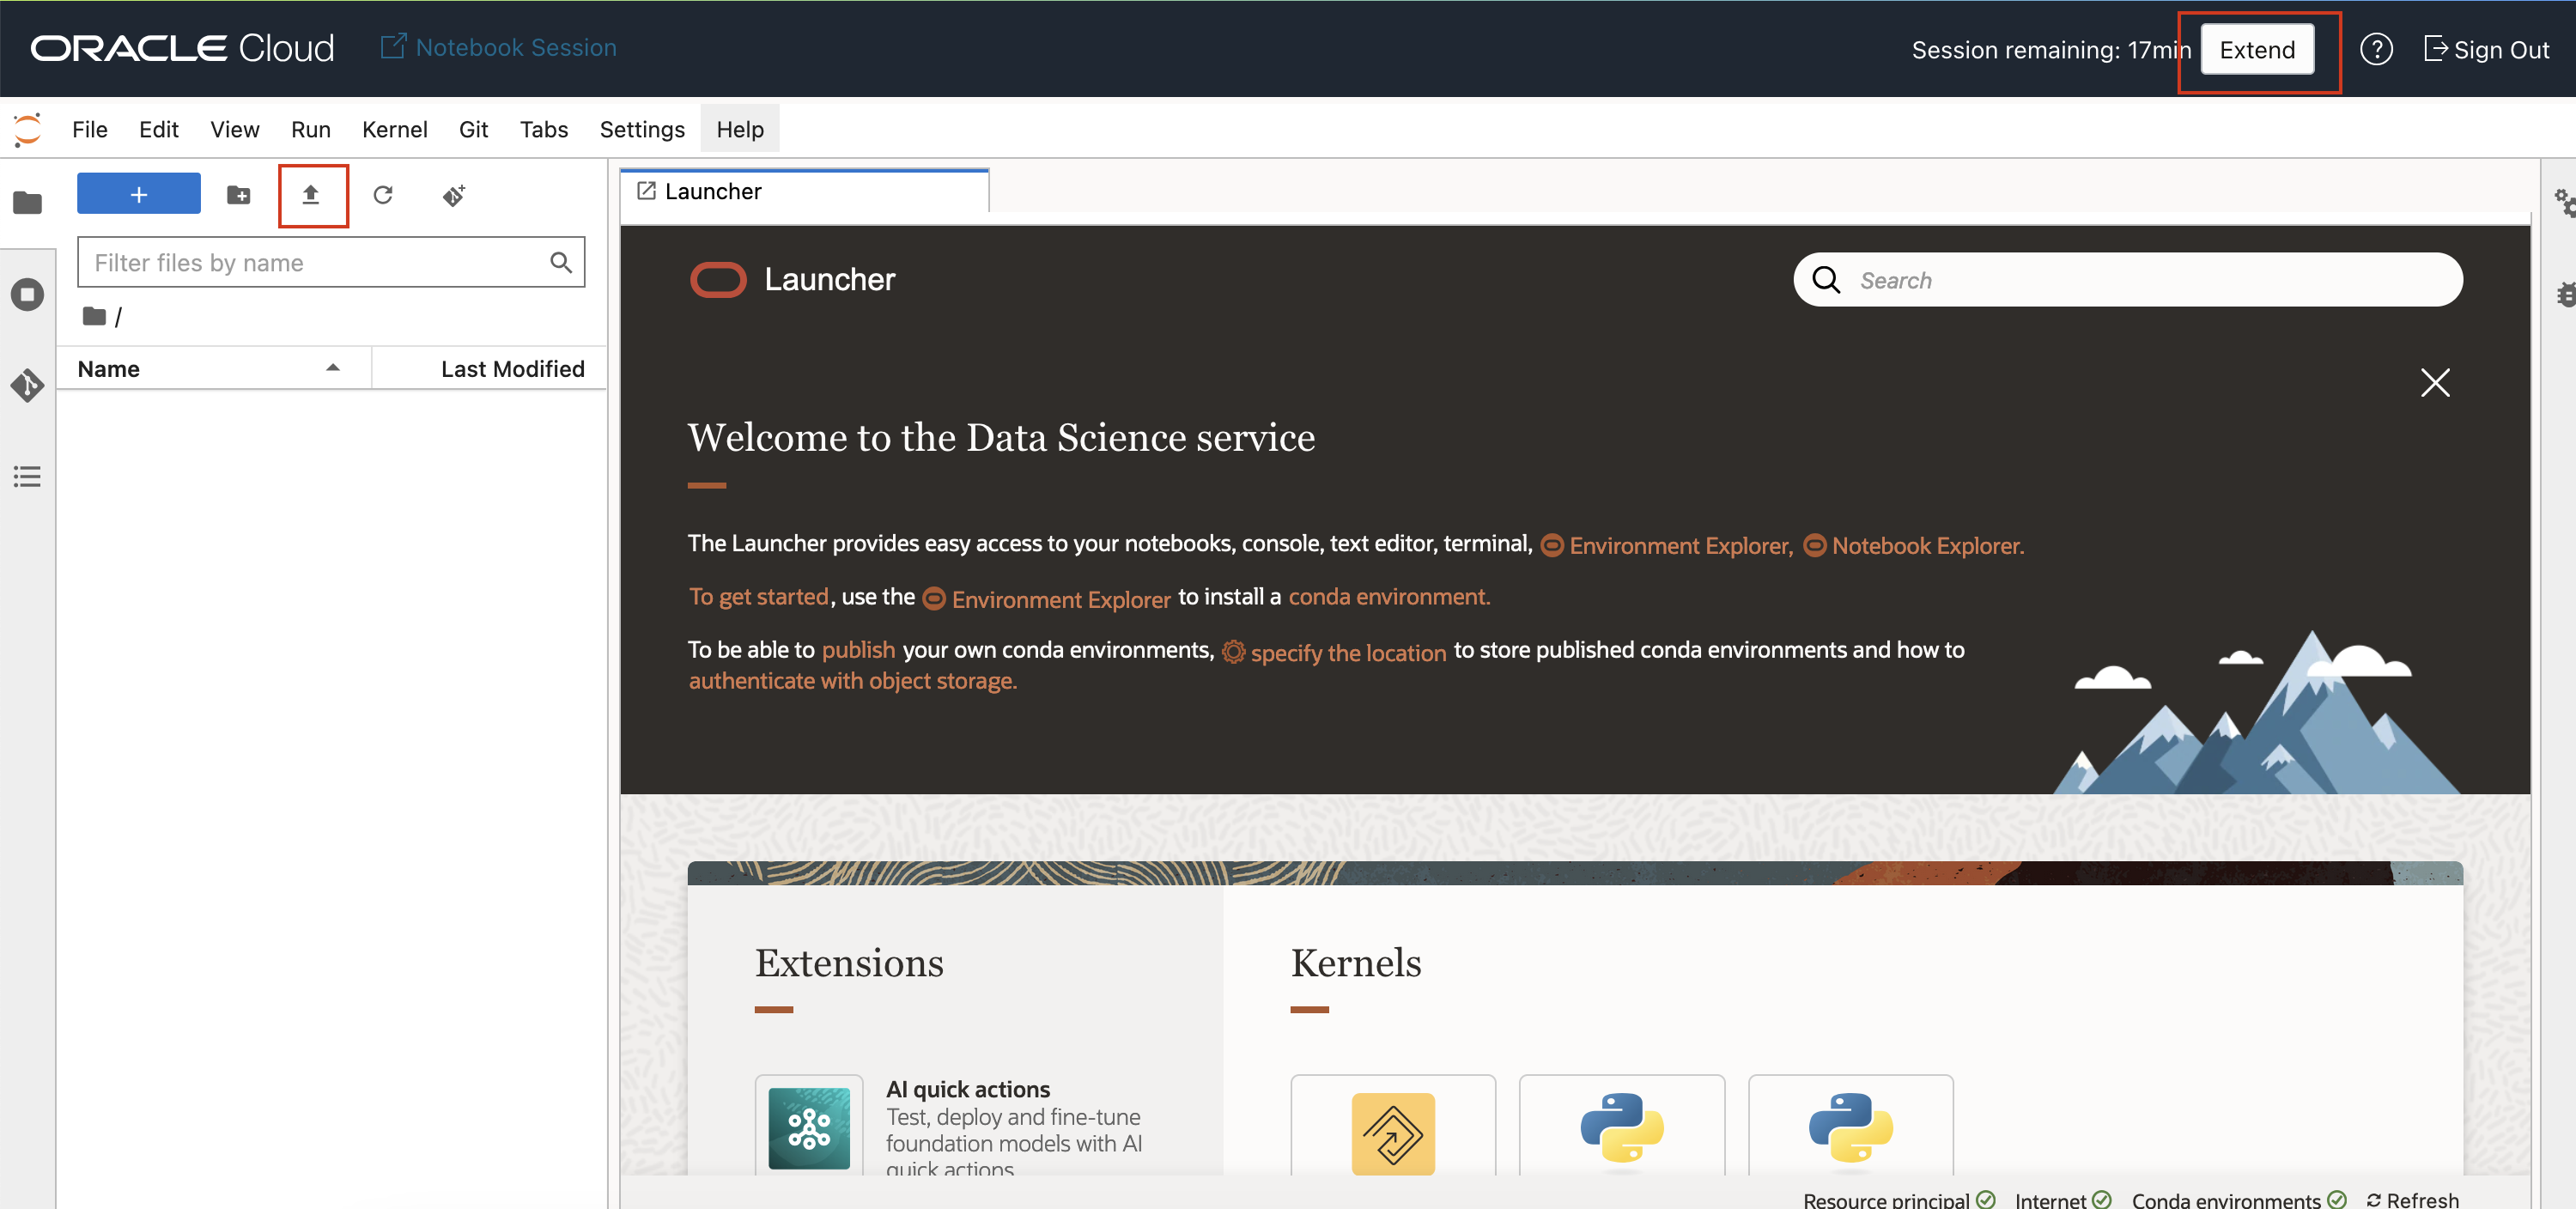 ORACLE Cloud
Notebook Session
Session remaining: 17min
Extend
Sign Out
File Edit View Run Kernel Git Tabs Settings Help
Filter files by name
/
Name
Last Modified
Launcher
Launcher
Search
Welcome to the Data Science service
The Launcher provides easy access to your notebooks, console, text editor, terminal, Environment Explorer, Notebook Explorer.
To get started, use the Environment Explorer to install a conda environment.
To be able to publish your own conda environments, specify the location to store published conda environments and how to
authenticate with object storage.
Extensions
AI quick actions
Test, deploy and fine-tune
foundation models with AI
quick actions
Kernels
Resource principal Internet Conda environments Refresh